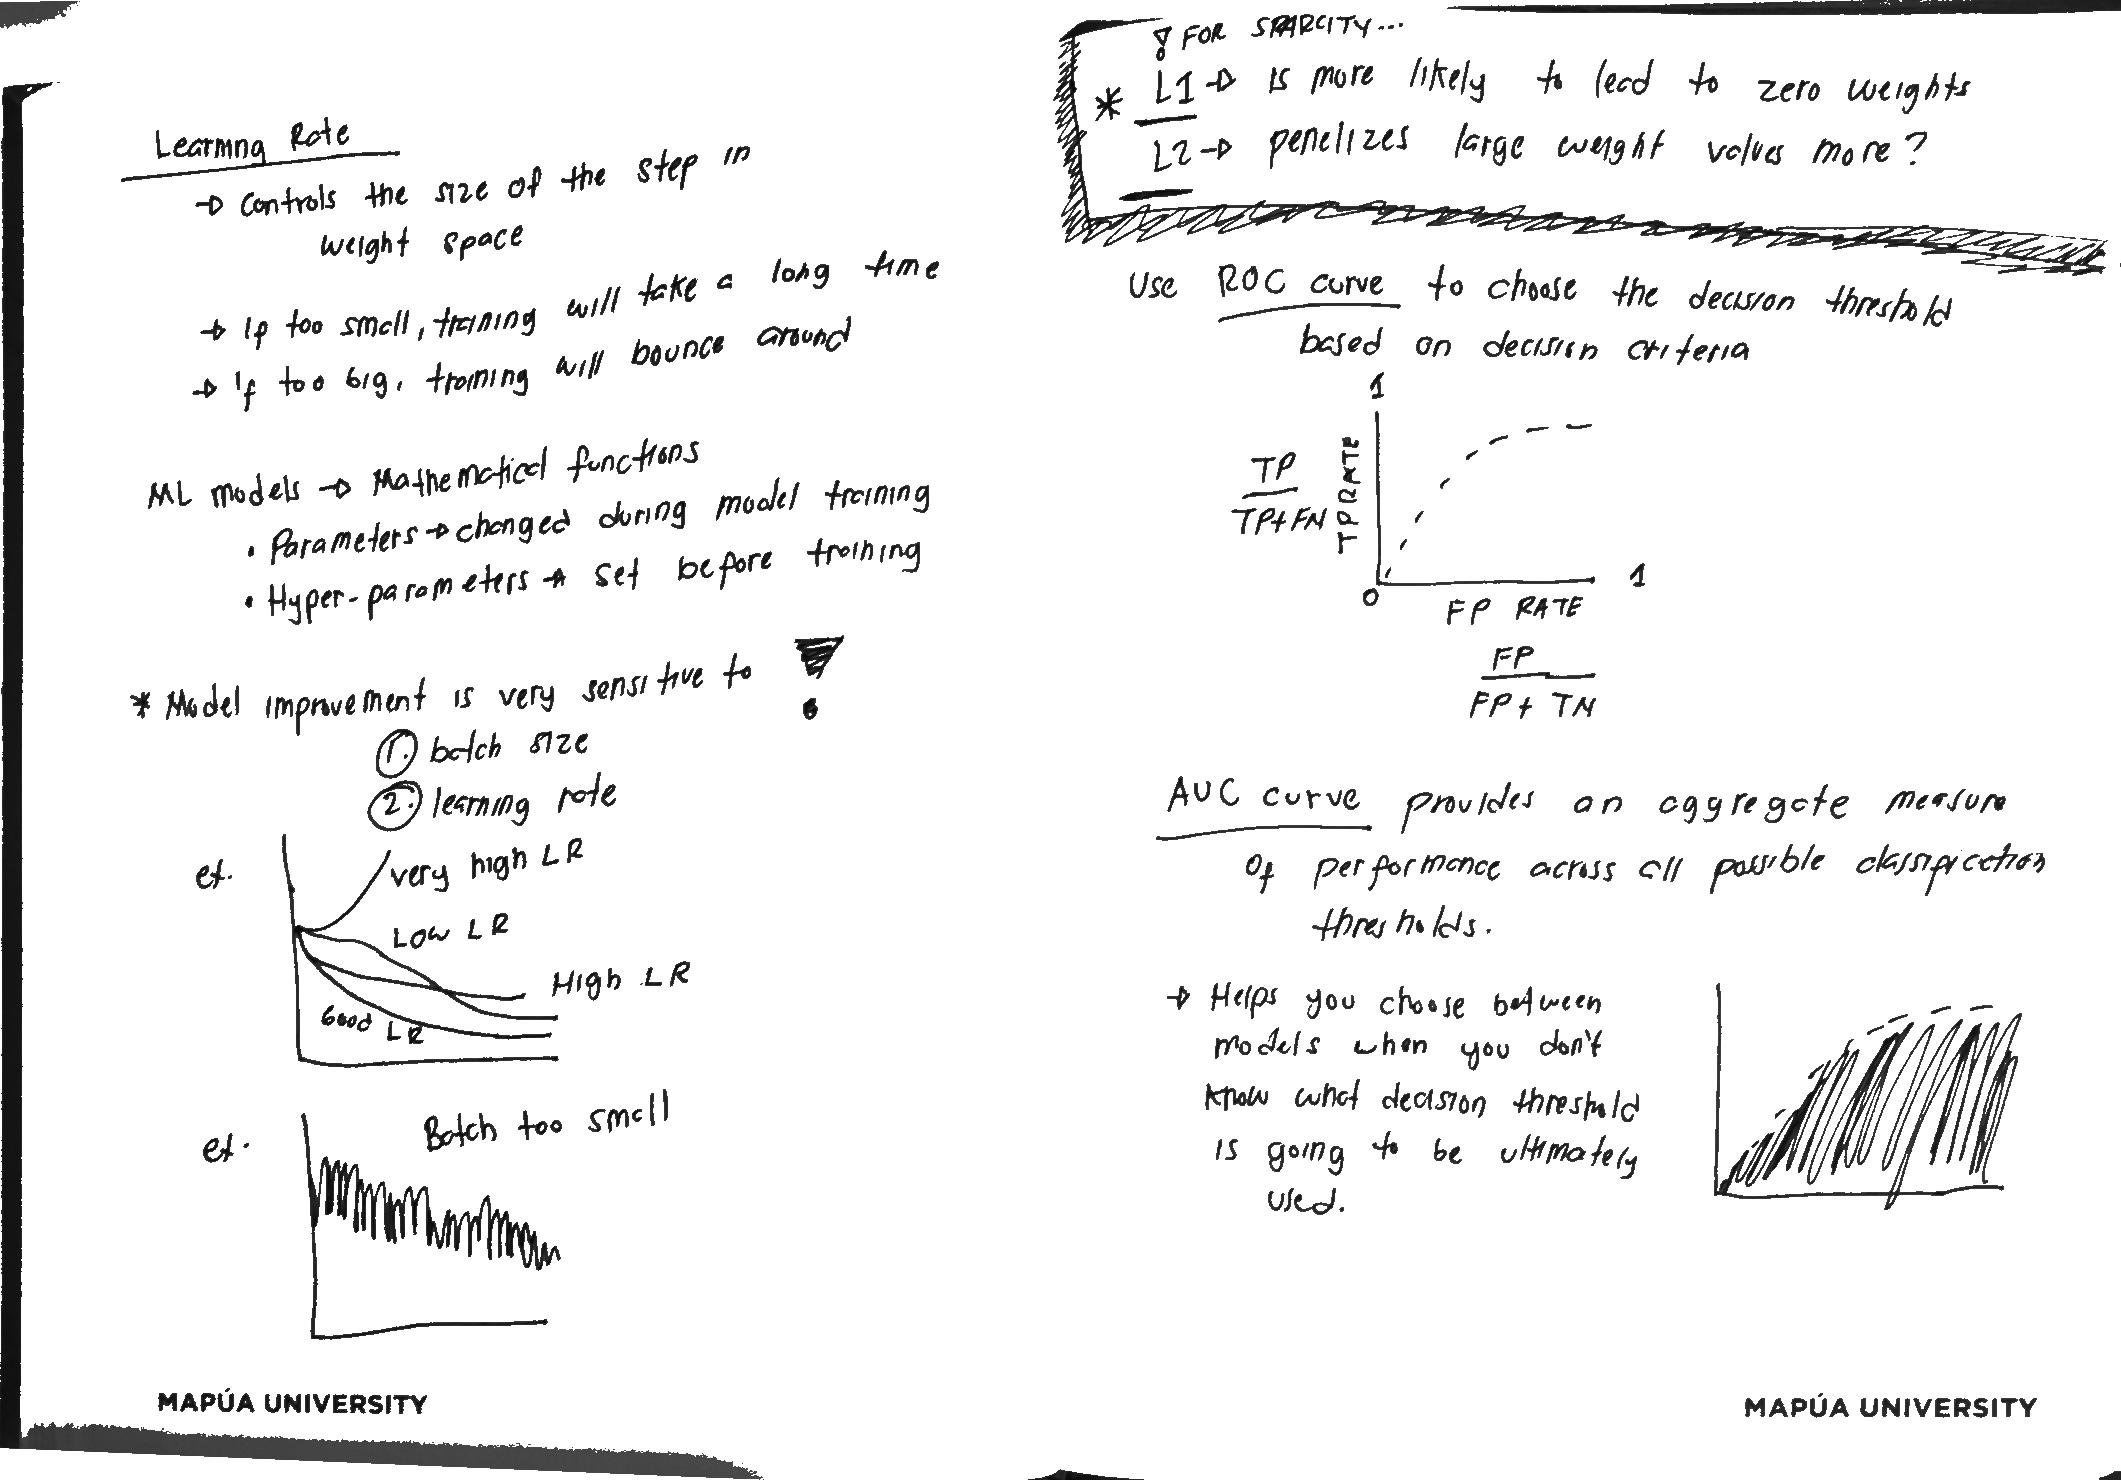 Learning Rate
→ Controls the size of the step in
weight space
→ If too small, training will take a long time
→ If too big, training will bounce around
ML models → Mathematical functions
• Parameters → changed during model training
• Hyper-parameters → set before training
* Model improvement is very sensitive to
1. batch size
2. learning rate
ex.
very high LR
Low LR
High LR
Good LR
ex.
Batch too small
MAPÚA UNIVERSITY
! FOR SPARCITY...
* L1 → is more likely to lead to zero weights
L2 → penelizes large weight values more?
Use ROC curve to choose the decision threshold
based on decision criteria
1
TP
TP+FN
TP RATE
0
1
FP RATE
FP
FP + TN
AUC curve provides an aggregate measure
of performance across all possible classification
thresholds.
→ Helps you choose between
models when you don't
know what decision threshold
is going to be ultimately
used.
MAPÚA UNIVERSITY